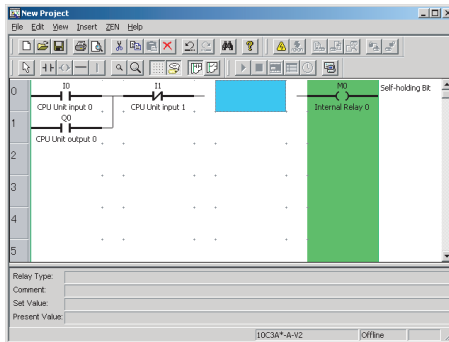 New Project
File Edit View Insert ZEN Help
0
I0
I1
M0
Self-holding Bit
CPU Unit input 0
CPU Unit input 1
Internal Relay 0
1
Q0
CPU Unit output 0
2
3
4
5
Relay Type:
Comment:
Set Value:
Present Value:
10C3A*-A-V2
Offline